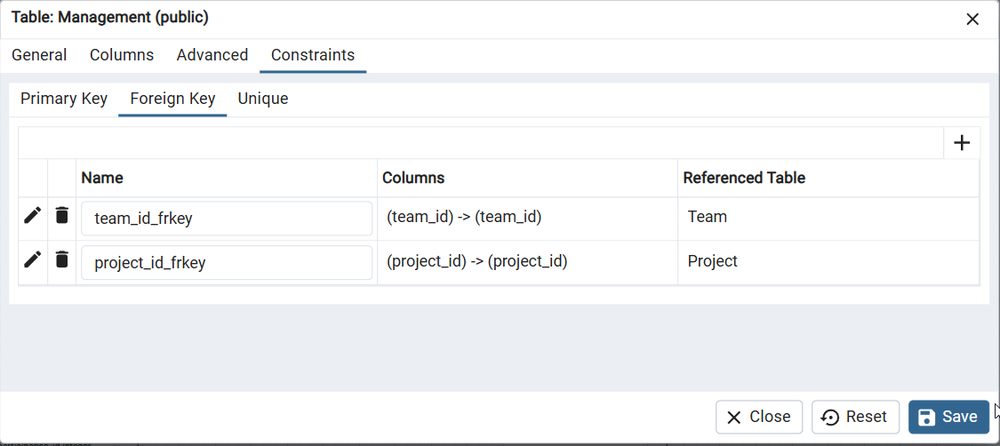 Table: Management (public)
General Columns Advanced Constraints
Primary Key Foreign Key Unique
Name Columns Referenced Table
team_id_frkey (team_id) -> (team_id) Team
project_id_frkey (project_id) -> (project_id) Project
Close Reset Save